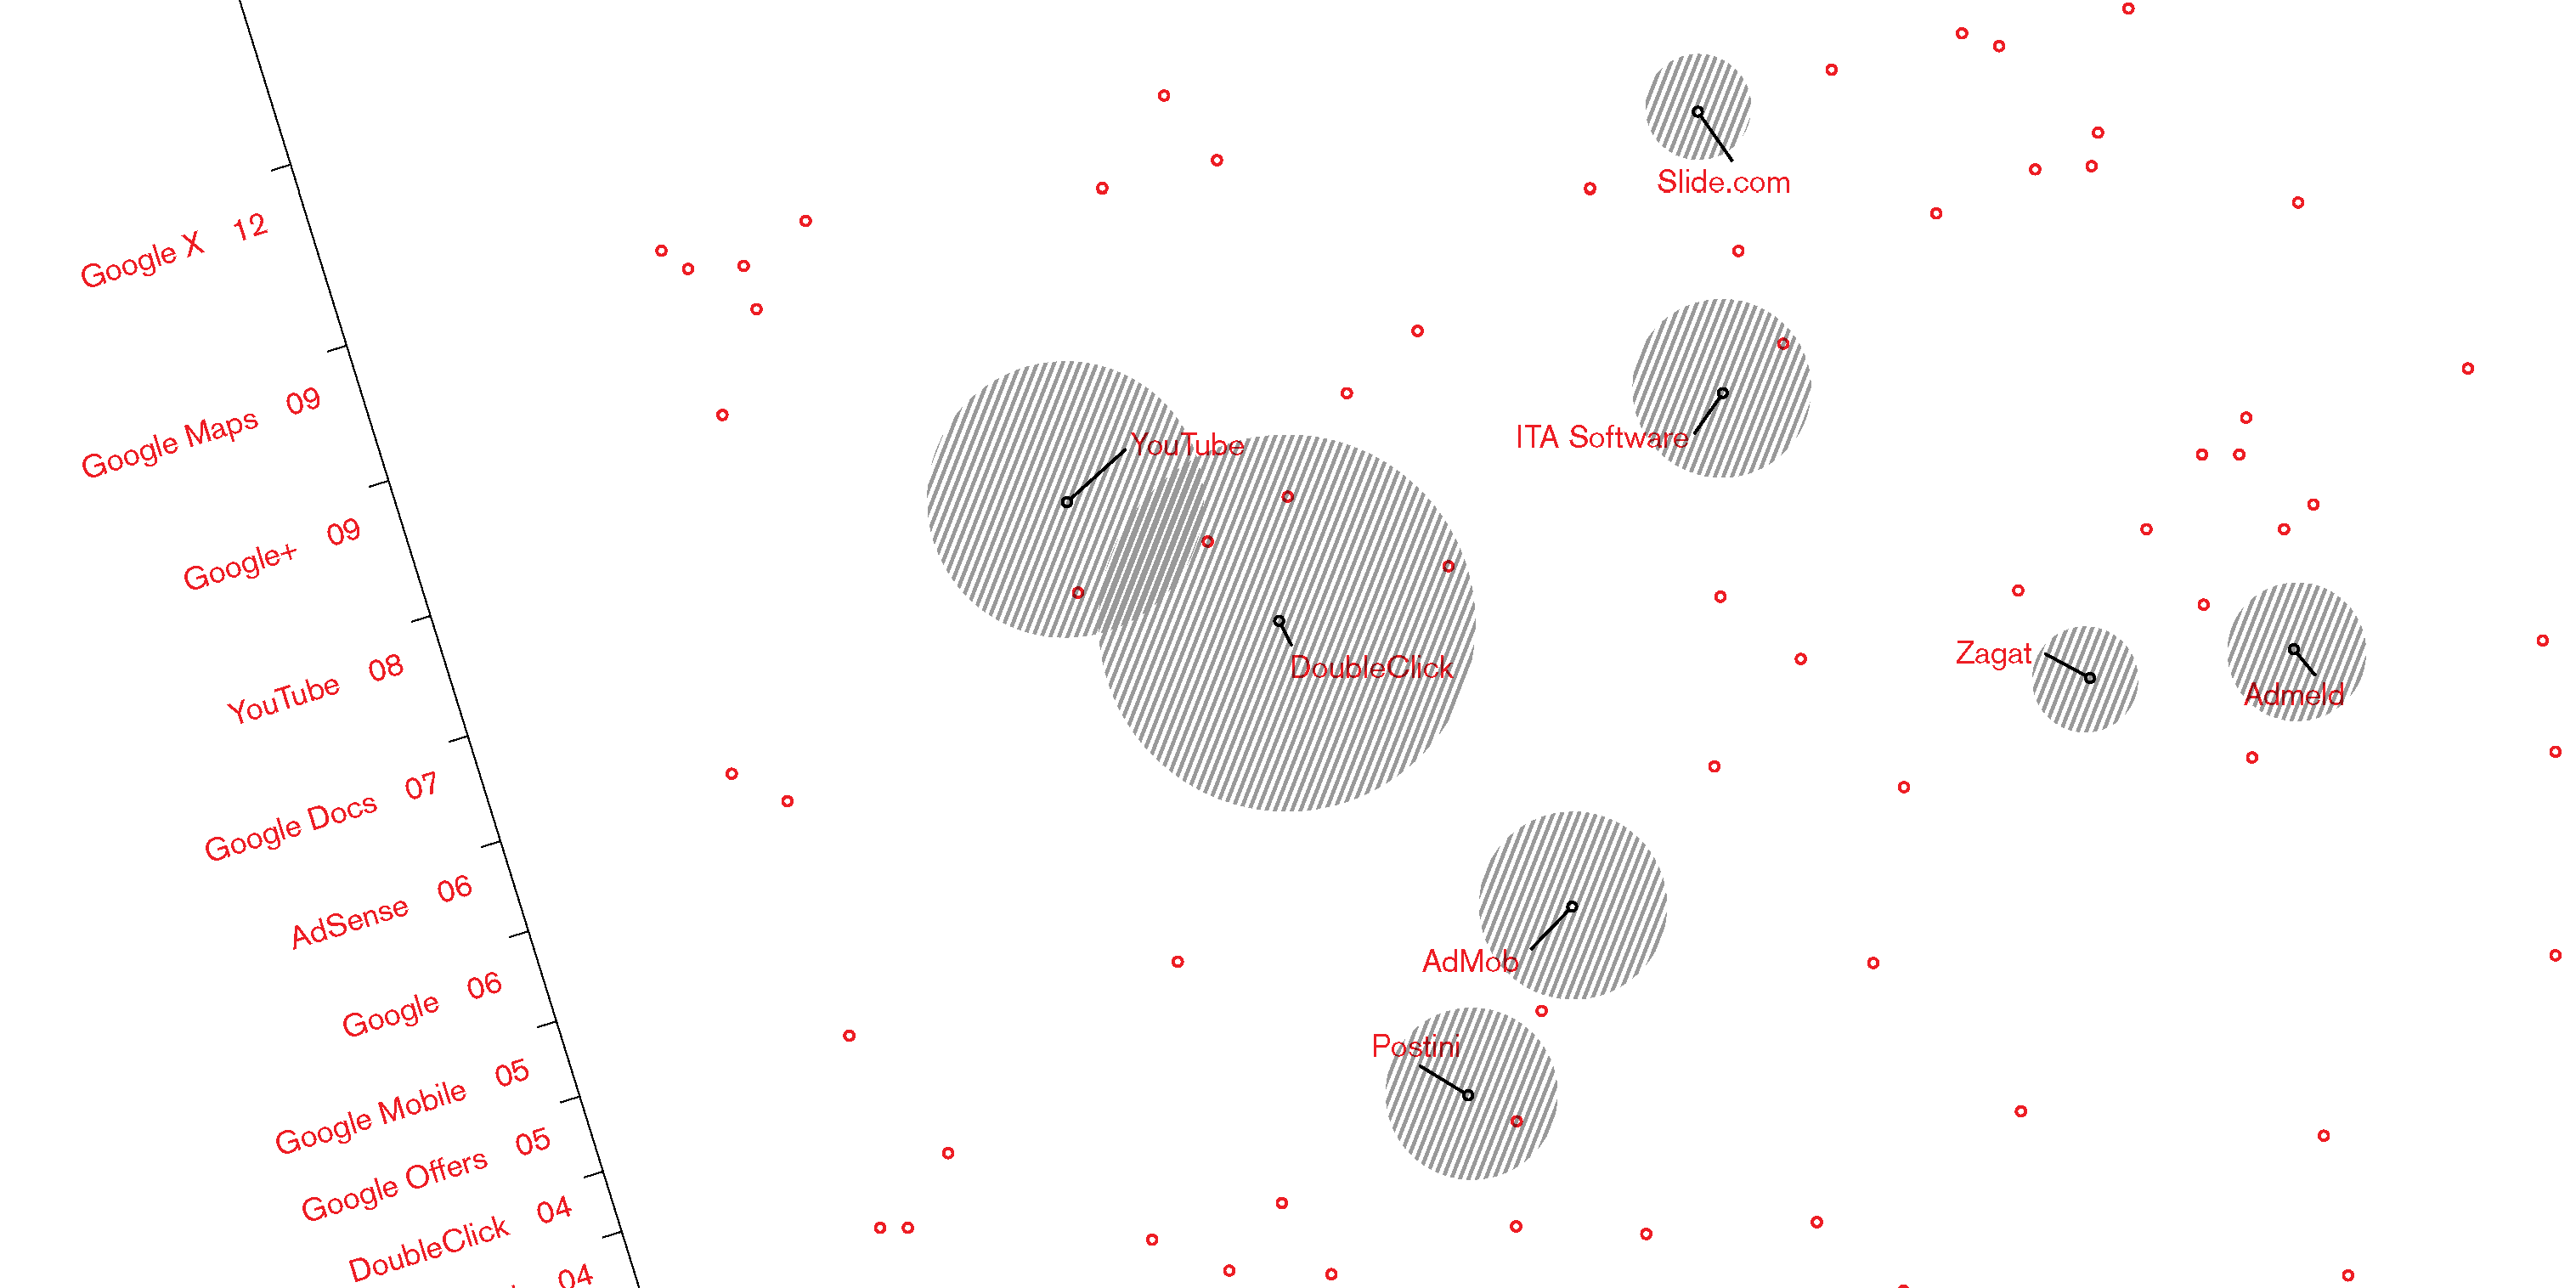 Google X 12
Google Maps 09
Google+ 09
YouTube 08
Google Docs 07
AdSense 06
Google 06
Google Mobile 05
Google Offers 05
DoubleClick 04
04
Slide.com
ITA Software
YouTube
DoubleClick
Zagat
Admeld
AdMob
Postini